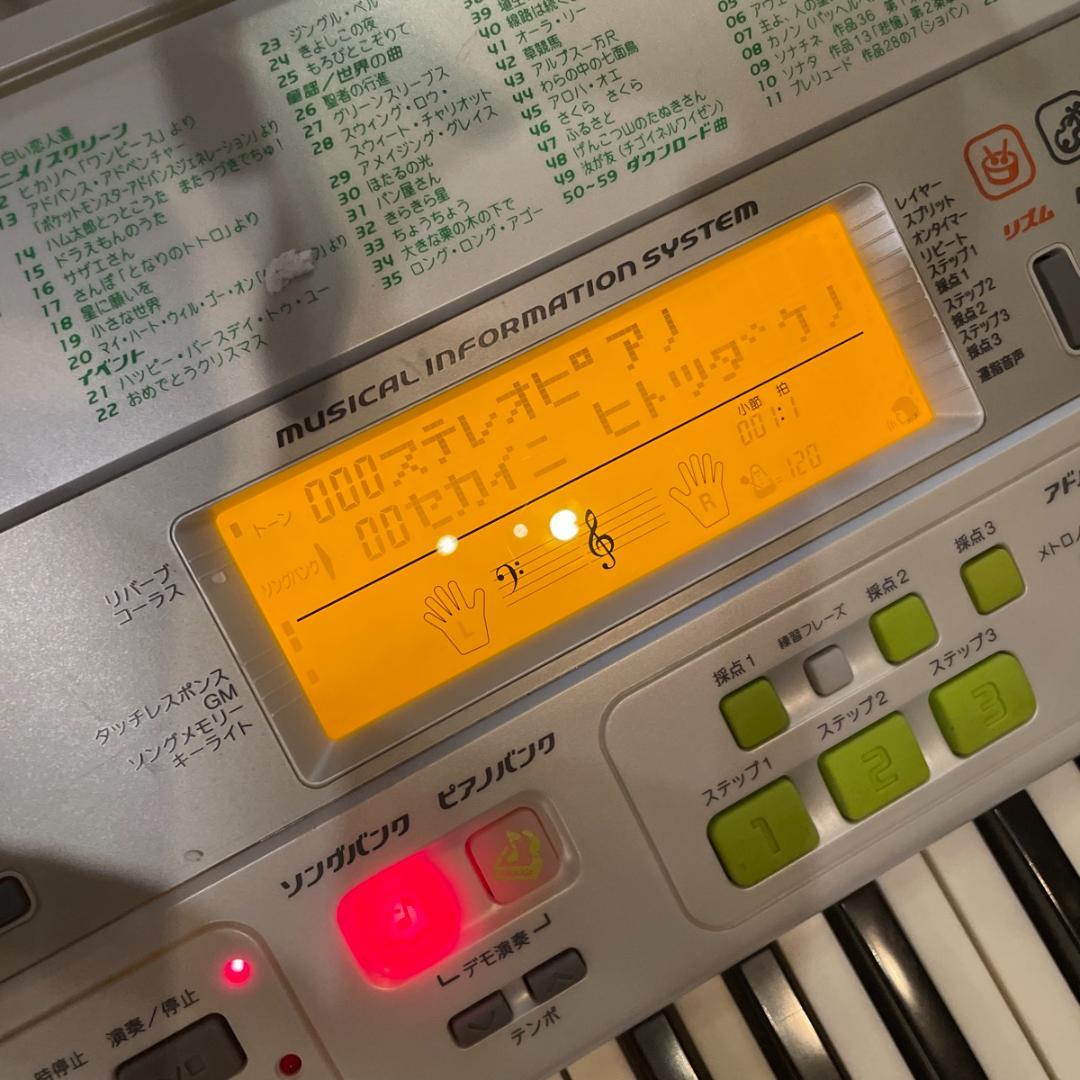 23 ジングル・ベル
24 きよしこの夜
25 もろびとこぞりて
童謡/世界の曲
26 聖者の行進
27 グリーンスリーブス
28 スウィング・ロウ・
スウィート・チャリオット
29 アメイジング・グレイス
30 ほたるの光
31 パン屋さん
32 きらきら星
33 ちょうちょう
34 大きな栗の木の下で
35 ロング・ロング・アゴー
39
40 線路は続く
41 オーラ・リー
42 草競馬
43 アルプス一万尺
44 わらの中の七面鳥
45 アロハ・オエ
46 さくら さくら
47 ふるさと
48 げんこつ山のたぬきさん
49 汝が友(チゴイネルワイゼン)
50~59 ダウンロード曲
05
06 アヴェ
07 主よ、人の
08 カノン(パッヘル
09 ソナチネ 作品36 第1
10 ソナタ 作品13「悲愴」第2楽章
11 プレリュード 作品28の7(ショパン)
白い恋人達
ニメ/スクリーン
2 ヒカリへ「ワンピース」より
13 アドバンス・アドベンチャ
「ポケットモンスターアドバンスジェネレーション」より
14 ハム太郎とっとこうた またつづきでちゅ!
15 ドラえもんのうた
16 サザエさん
17 さんぽ「となりのトトロ」より
18 星に願いを
19 小さな世界
20 マイ・ハート・ウィル・ゴー・オン
より
イベント
21 ハッピー・バースデイ・トゥ・ユー
22 おめでとうクリスマス
MUSICAL INFORMATION SYSTEM
トーン
000ステレオピアノ
ソングバンク
00セカイニ ヒトツダケノ
小節 拍
001:1
=120
L
R
リバーブ
コーラス
タッチレスポンス
GM
ソングメモリー
キーライト
レイヤー
スプリット
オンタイマー
リピート
ステップ1
採点1
ステップ2
採点2
ステップ3
採点3
運指音声
リズム
アド
メトロノ
採点1
練習フレーズ
採点2
採点3
ステップ1
ステップ2
ステップ3
1
2
3
ソングバンク
ピアノバンク
デモ演奏
テンポ
演奏/停止
時停止